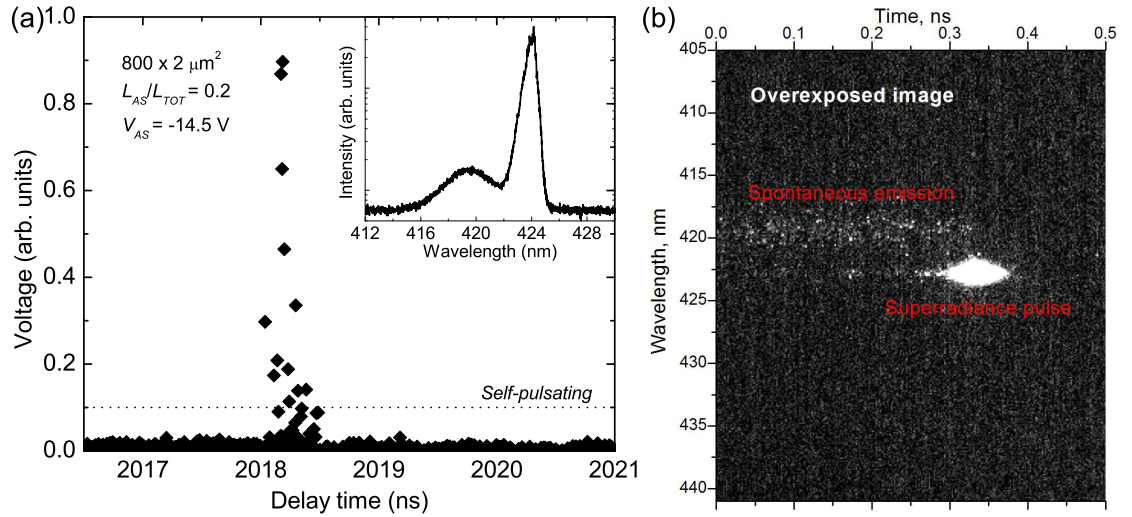 (a)
1.0
0.8
0.6
0.4
0.2
0.0
Voltage (arb. units)
800 x 2 μm²
L_AS/L_TOT = 0.2
V_AS = -14.5 V
Self-pulsating
2017 2018 2019 2020 2021
Delay time (ns)
Intensity (arb. units)
412 416 420 424 428
Wavelength (nm)
(b)
Time, ns
0.0 0.1 0.2 0.3 0.4 0.5
405
410
415
420
425
430
435
440
Wavelength, nm
Overexposed image
Spontaneous emission
Superradiance pulse